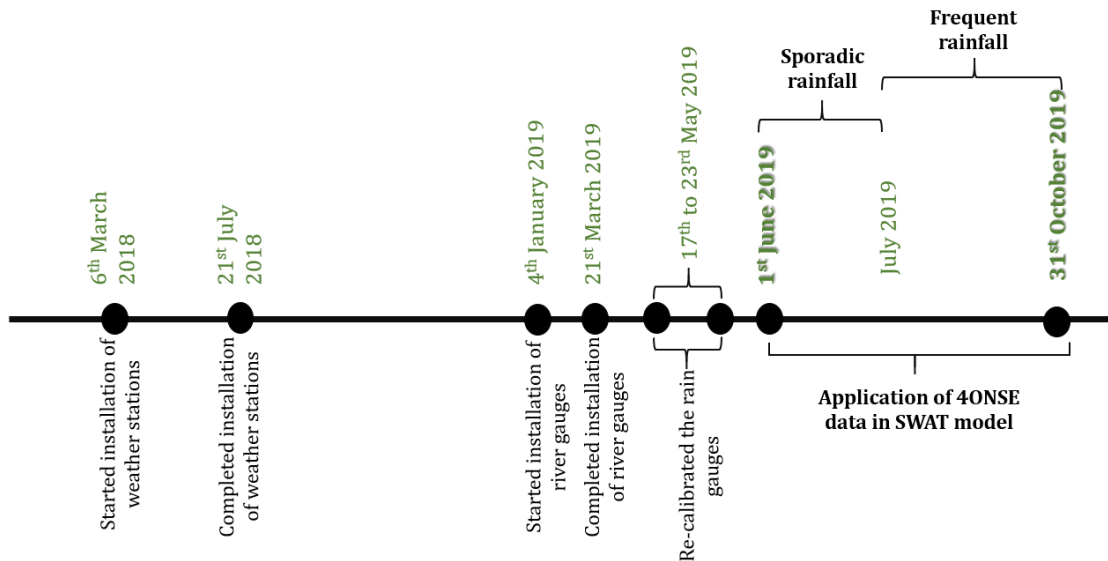 Frequent
rainfall
Sporadic
rainfall
6th March
2018
21st July
2018
4th January 2019
21st March 2019
17th to 23rd May 2019
1st June 2019
July 2019
31st October 2019
Started installation of
weather stations
Completed installation
of weather stations
Started installation of
river gauges
Completed installation
of river gauges
Re-calibrated the rain
gauges
Application of 4ONSE
data in SWAT model